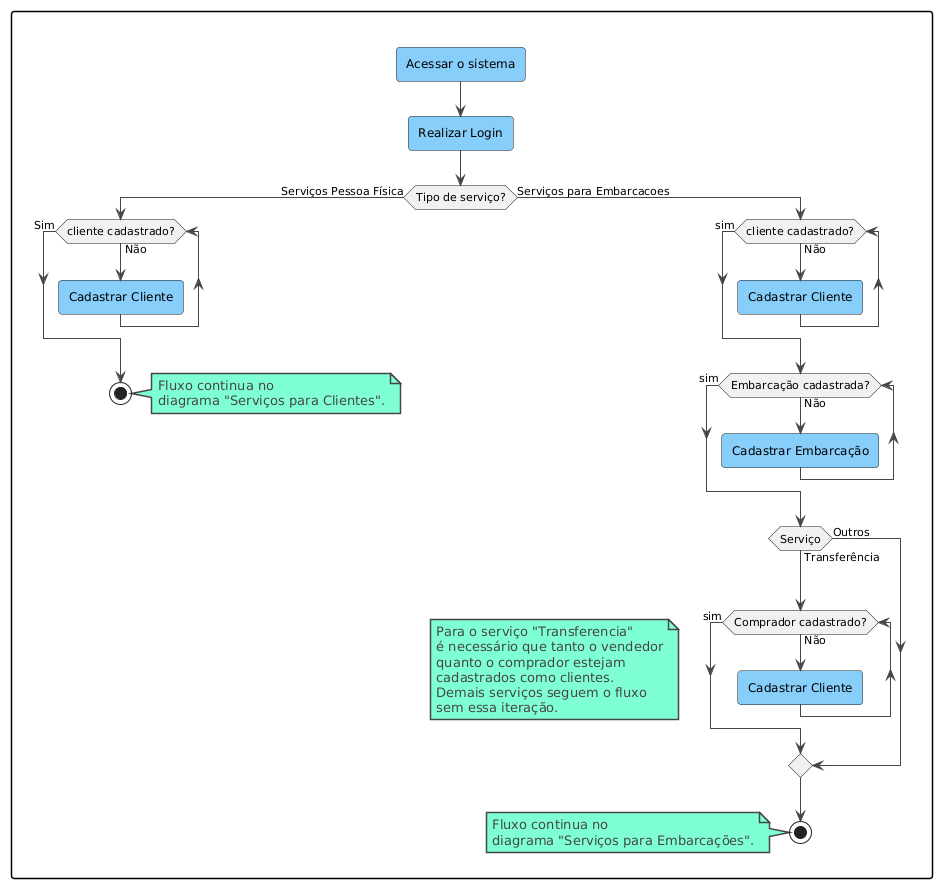 Acessar o sistema
Realizar Login
Serviços Pessoa Física
Tipo de serviço?
Serviços para Embarcacoes
Sim
cliente cadastrado?
Não
Cadastrar Cliente
Fluxo continua no
diagrama "Serviços para Clientes".
sim
cliente cadastrado?
Não
Cadastrar Cliente
sim
Embarcação cadastrada?
Não
Cadastrar Embarcação
Serviço
Outros
Transferência
sim
Comprador cadastrado?
Não
Cadastrar Cliente
Para o serviço "Transferencia"
é necessário que tanto o vendedor
quanto o comprador estejam
cadastrados como clientes.
Demais serviços seguem o fluxo
sem essa iteração.
Fluxo continua no
diagrama "Serviços para Embarcações".